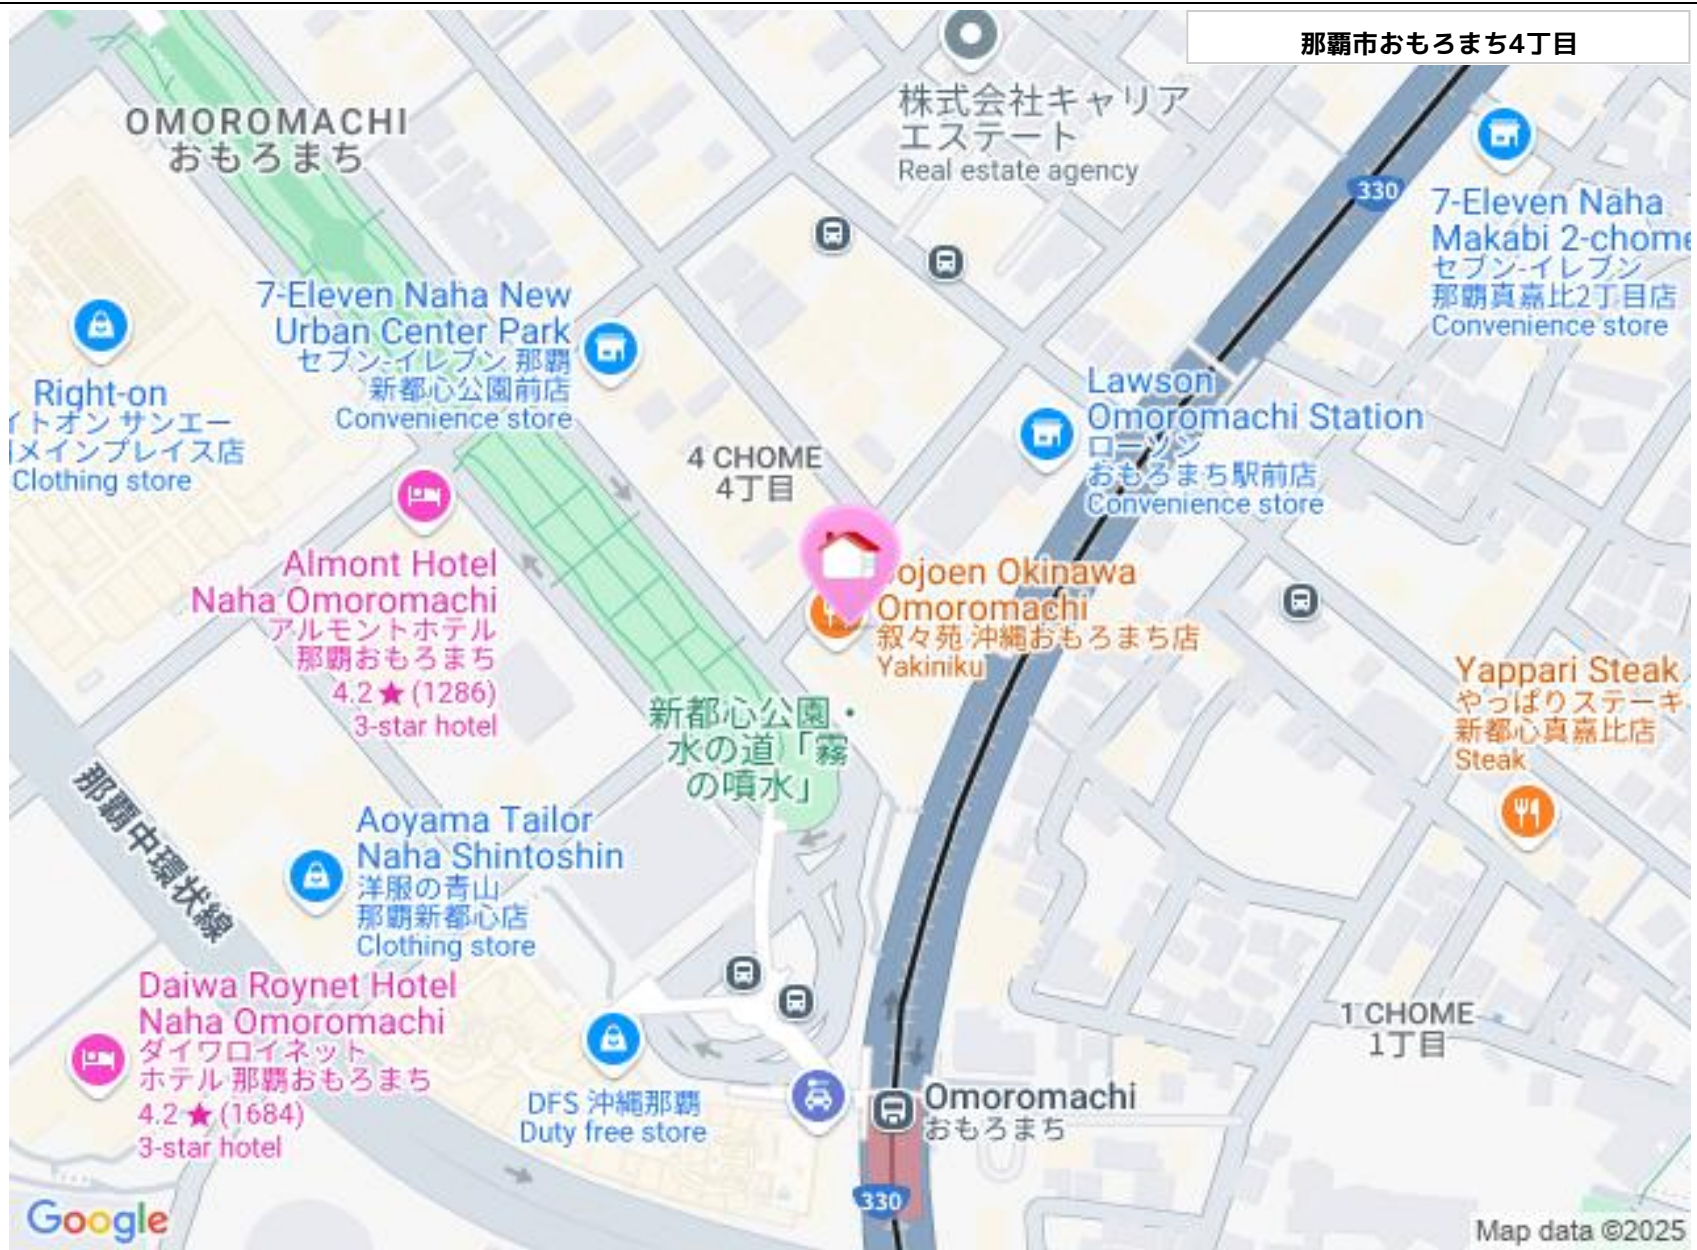 那覇市おもろまち4丁目
OMOROMACHI
おもろまち
株式会社キャリア
エステート
Real estate agency
330
7-Eleven Naha
Makabi 2-chome
セブン-イレブン
那覇真嘉比2丁目店
Convenience store
7-Eleven Naha New
Urban Center Park
セブン-イレブン 那覇
新都心公園前店
Convenience store
Right-on
イトオン サンエー
メインプレイス店
Clothing store
Lawson
Omoromachi Station
ローソン
おもろまち駅前店
Convenience store
4 CHOME
4丁目
Almont Hotel
Naha Omoromachi
アルモントホテル
那覇おもろまち
4.2★(1286)
3-star hotel
ojoen Okinawa
Omoromachi
叙々苑 沖縄おもろまち店
Yakiniku
Yappari Steak
やっぱりステーキ
新都心真嘉比店
Steak
新都心公園・
水の道「霧
の噴水」
那覇中環状線
Aoyama Tailor
Naha Shintoshin
洋服の青山
那覇新都心店
Clothing store
Daiwa Roynet Hotel
Naha Omoromachi
ダイワロイネット
ホテル 那覇おもろまち
4.2★(1684)
3-star hotel
DFS 沖縄那覇
Duty free store
1 CHOME
1丁目
Omoromachi
おもろまち
330
Google
Map data ©2025